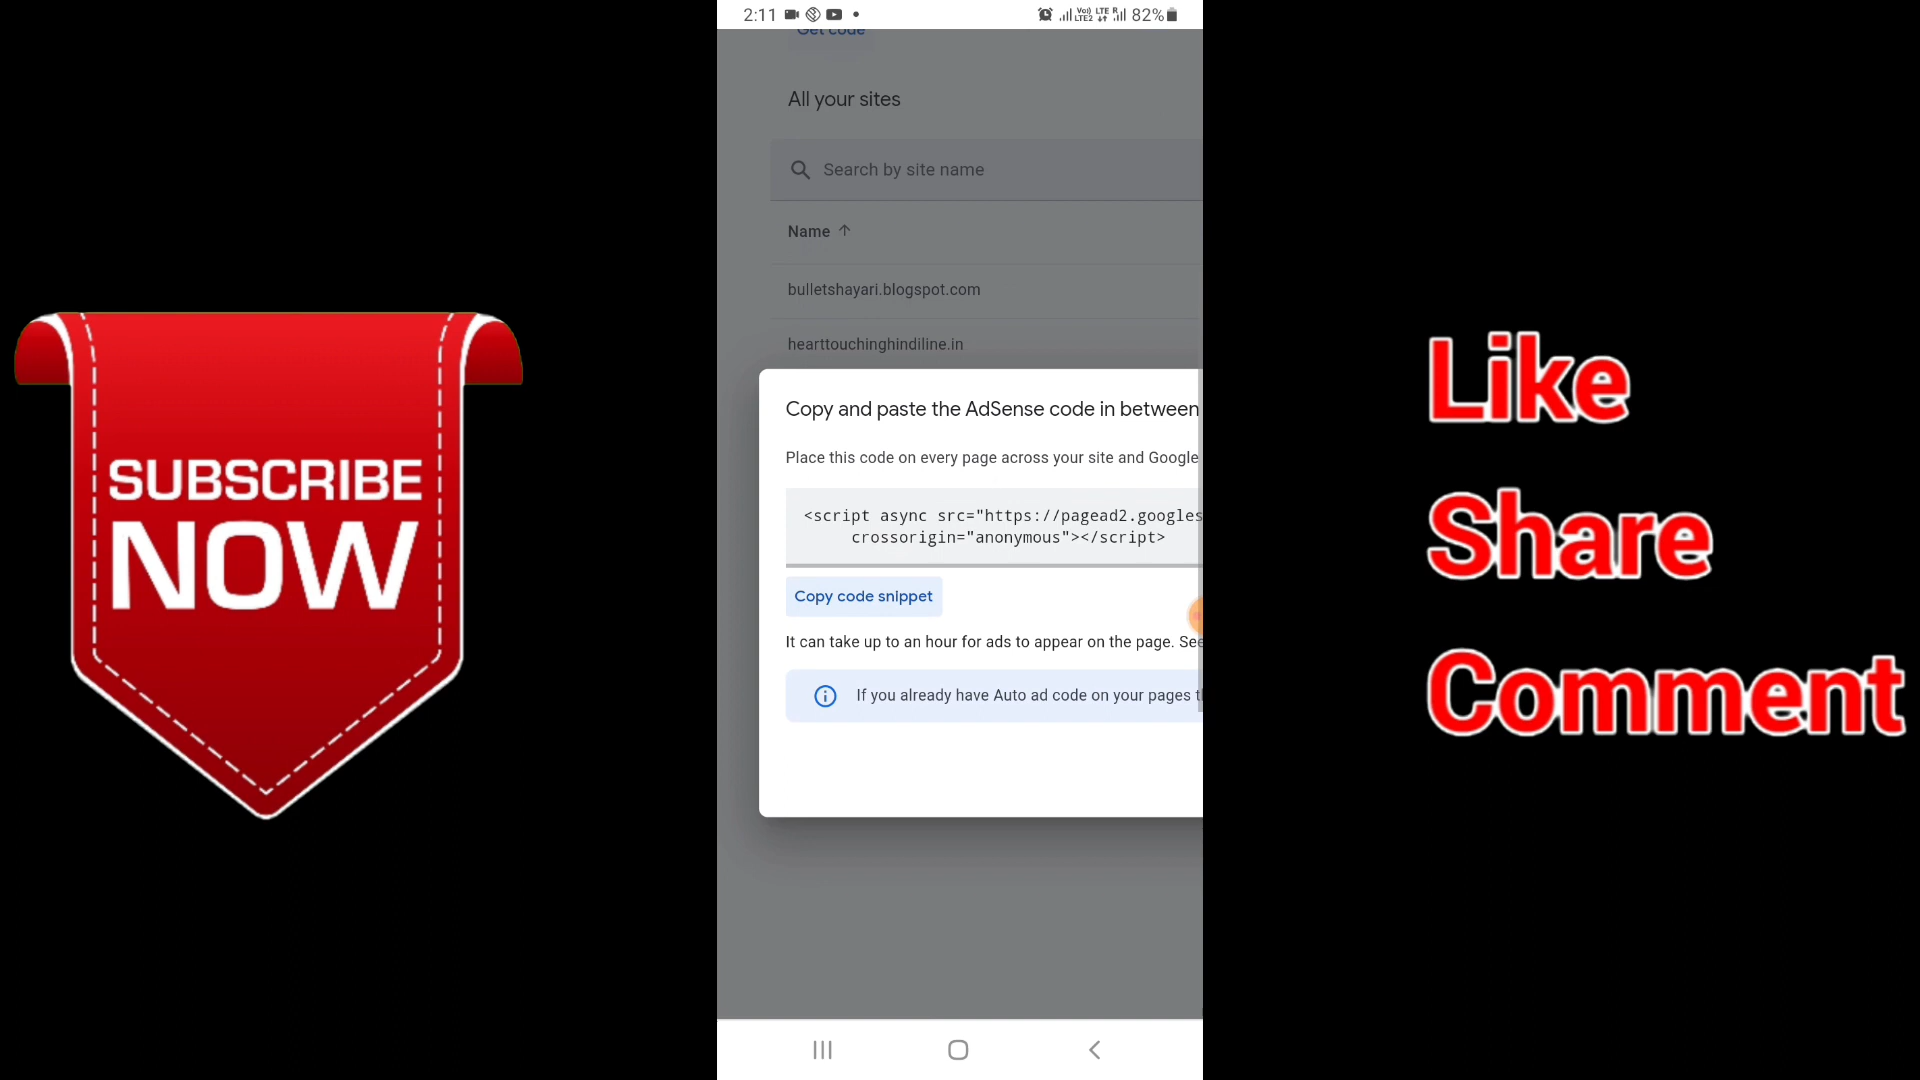 2:11
82%
Get code
All your sites
Search by site name
Name
bulletshayari.blogspot.com
hearttouchinghindiline.in
Copy and paste the AdSense code in between
Place this code on every page across your site and Google
<script async src="https://pagead2.googles
crossorigin="anonymous"></script>
Copy code snippet
It can take up to an hour for ads to appear on the page. See
If you already have Auto ad code on your pages t
SUBSCRIBE
NOW
Like
Share
Comment